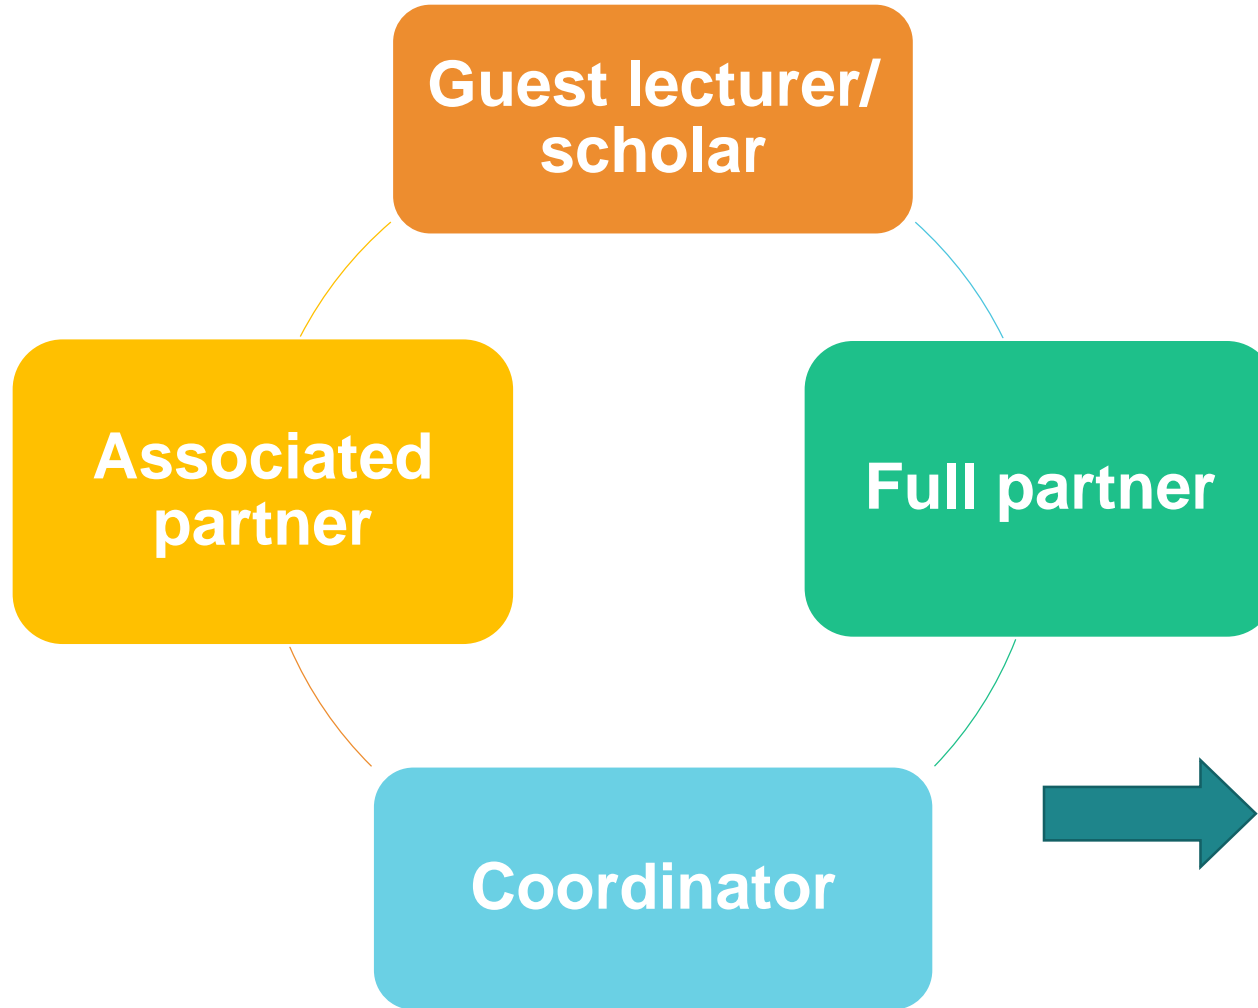 Guest lecturer/
scholar
Associated
partner
Full partner
Coordinator